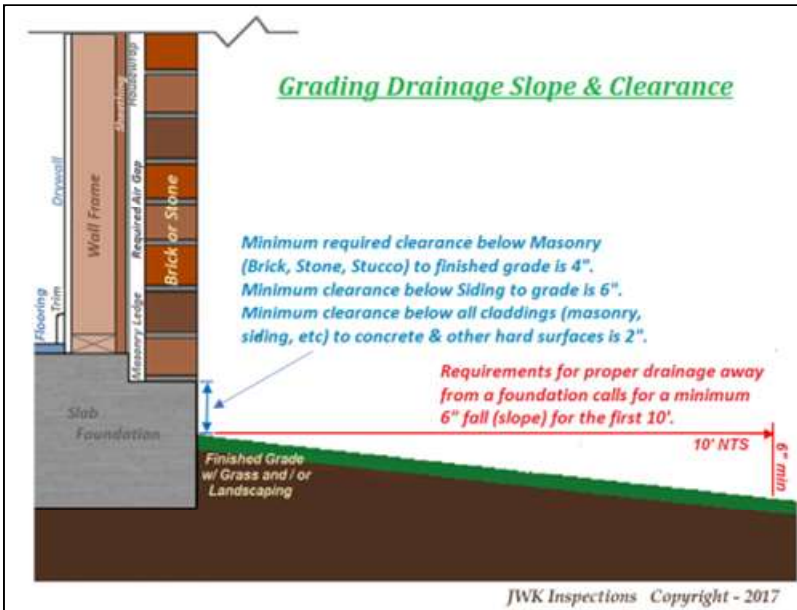 Grading Drainage Slope & Clearance
Drywall
Wall Frame
Sheething
Housewrap
Required Air Gap
Brick or Stone
Masonry Ledge
Flooring
Trim
Minimum required clearance below Masonry
(Brick, Stone, Stucco) to finished grade is 4".
Minimum clearance below Siding to grade is 6".
Minimum clearance below all claddings (masonry,
siding, etc) to concrete & other hard surfaces is 2".
Requirements for proper drainage away
from a foundation calls for a minimum
6" fall (slope) for the first 10'.
10' NTS
6" min
Slab
Foundation
Finished Grade
w/ Grass and / or
Landscaping
JWK Inspections Copyright - 2017